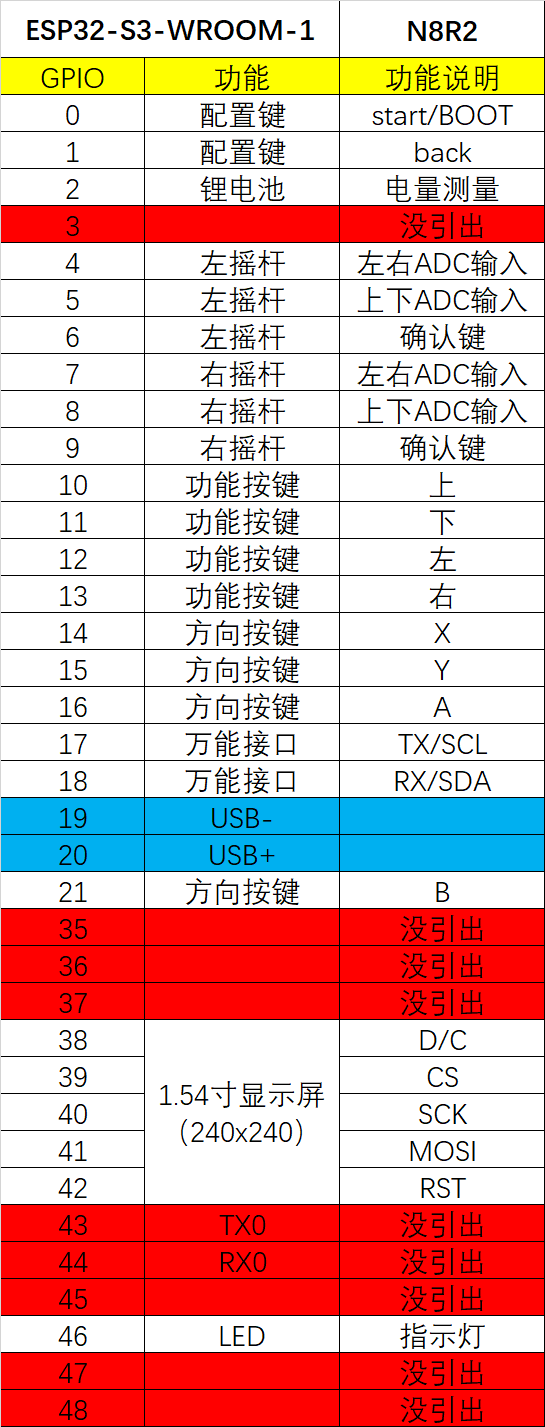 ESP32-S3-WROOM-1 N8R2
GPIO 功能 功能说明
0 配置键 start/BOOT
1 配置键 back
2 锂电池 电量测量
3 没引出
4 左摇杆 左右ADC输入
5 左摇杆 上下ADC输入
6 左摇杆 确认键
7 右摇杆 左右ADC输入
8 右摇杆 上下ADC输入
9 右摇杆 确认键
10 功能按键 上
11 功能按键 下
12 功能按键 左
13 功能按键 右
14 方向按键 X
15 方向按键 Y
16 方向按键 A
17 万能接口 TX/SCL
18 万能接口 RX/SDA
19 USB-
20 USB+
21 方向按键 B
35 没引出
36 没引出
37 没引出
38 D/C
39 CS
1.54寸显示屏
40 SCK
（240x240）
41 MOSI
42 RST
43 TX0 没引出
44 RX0 没引出
45 没引出
46 LED 指示灯
47 没引出
48 没引出